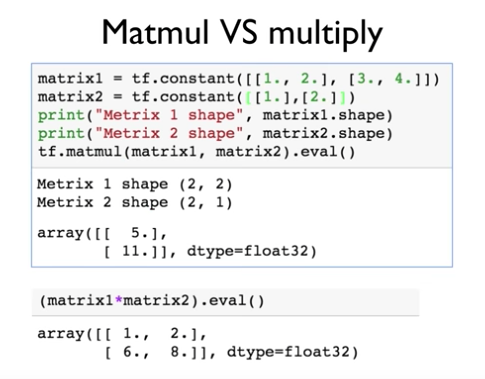 Matmul VS multiply
matrix1 = tf.constant([[1., 2.], [3., 4.]])
matrix2 = tf.constant([[1.],[2.]])
print("Metrix 1 shape", matrix1.shape)
print("Metrix 2 shape", matrix2.shape)
tf.matmul(matrix1, matrix2).eval()
Metrix 1 shape (2, 2)
Metrix 2 shape (2, 1)
array([[  5.],
       [ 11.]], dtype=float32)
(matrix1*matrix2).eval()
array([[ 1.,  2.],
       [ 6.,  8.]], dtype=float32)